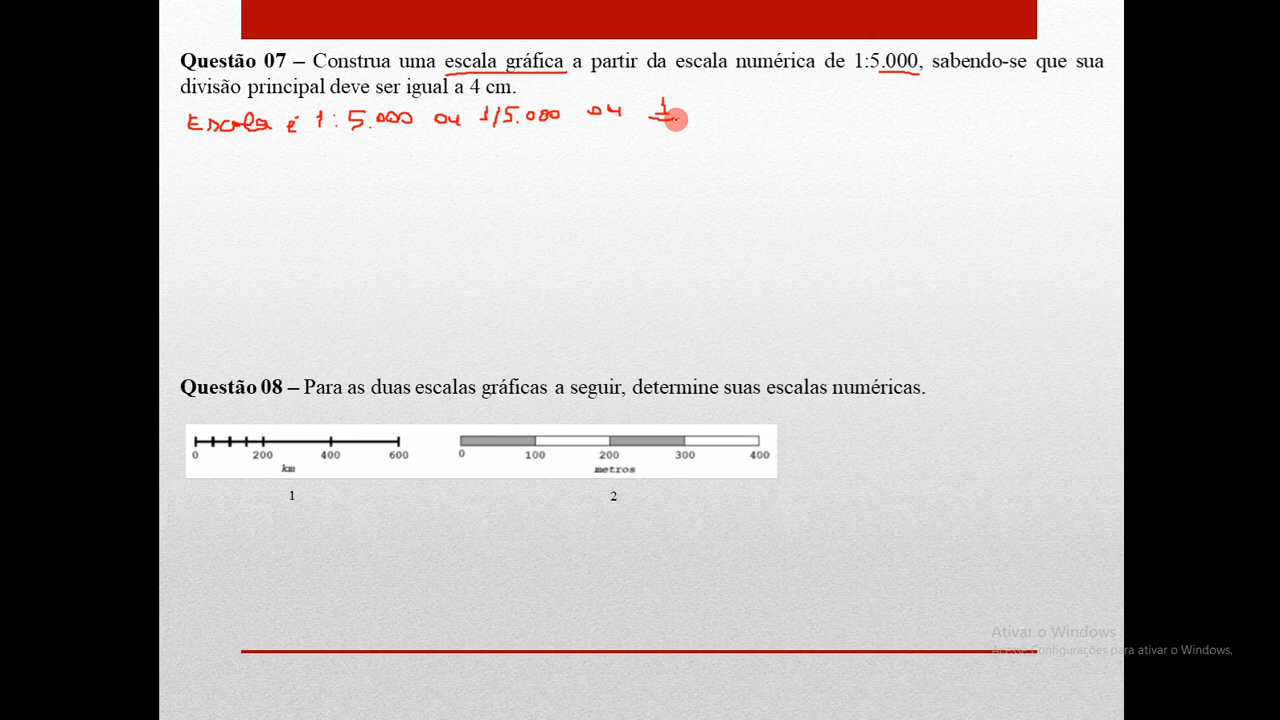 Questão 07 – Construa uma escala gráfica a partir da escala numérica de 1:5.000, sabendo-se que sua
divisão principal deve ser igual a 4 cm.
Escala é 1:5.000 ou 1/5.000 ou 1
Questão 08 – Para as duas escalas gráficas a seguir, determine suas escalas numéricas.
0 200 400 600 0 100 200 300 400
km metros
1 2
Ativar o Windows
Acesse Configurações para ativar o Windows.